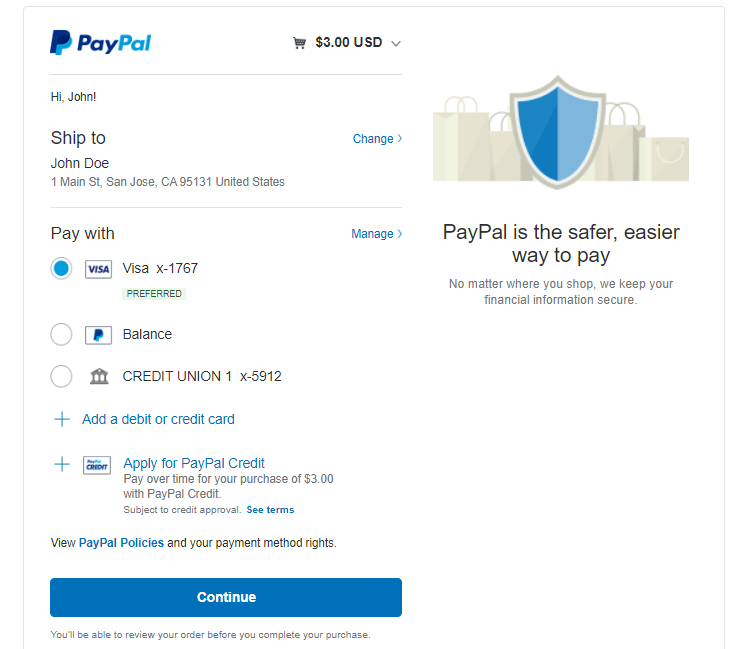 PayPal
$3.00 USD
Hi, John!
Ship to
Change
John Doe
1 Main St, San Jose, CA 95131 United States
Pay with
Manage
VISA
Visa x-1767
PREFERRED
Balance
CREDIT UNION 1 x-5912
Add a debit or credit card
PayPal
CREDIT
Apply for PayPal Credit
Pay over time for your purchase of $3.00
with PayPal Credit.
Subject to credit approval. See terms
View PayPal Policies and your payment method rights.
Continue
You'll be able to review your order before you complete your purchase.
PayPal is the safer, easier
way to pay
No matter where you shop, we keep your
financial information secure.